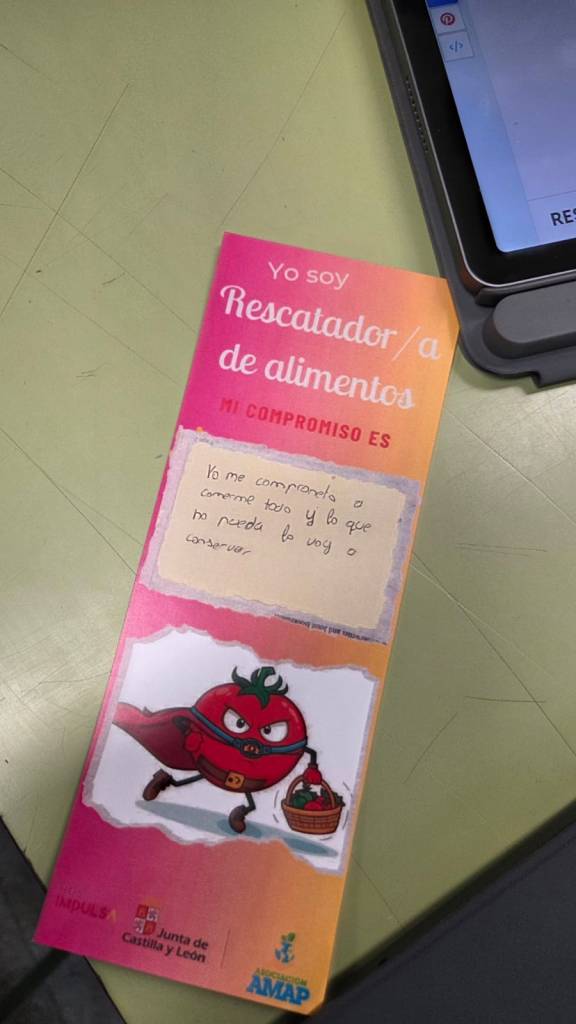 RES
Yo soy
Rescatador/a
de alimentos
MI COMPROMISO ES
Yo me comprometo a
comerme todo y lo que
no pueda lo voy a
conservar
IMPULSA
Junta de
Castilla y León
ASOCIACIÓN
AMAP